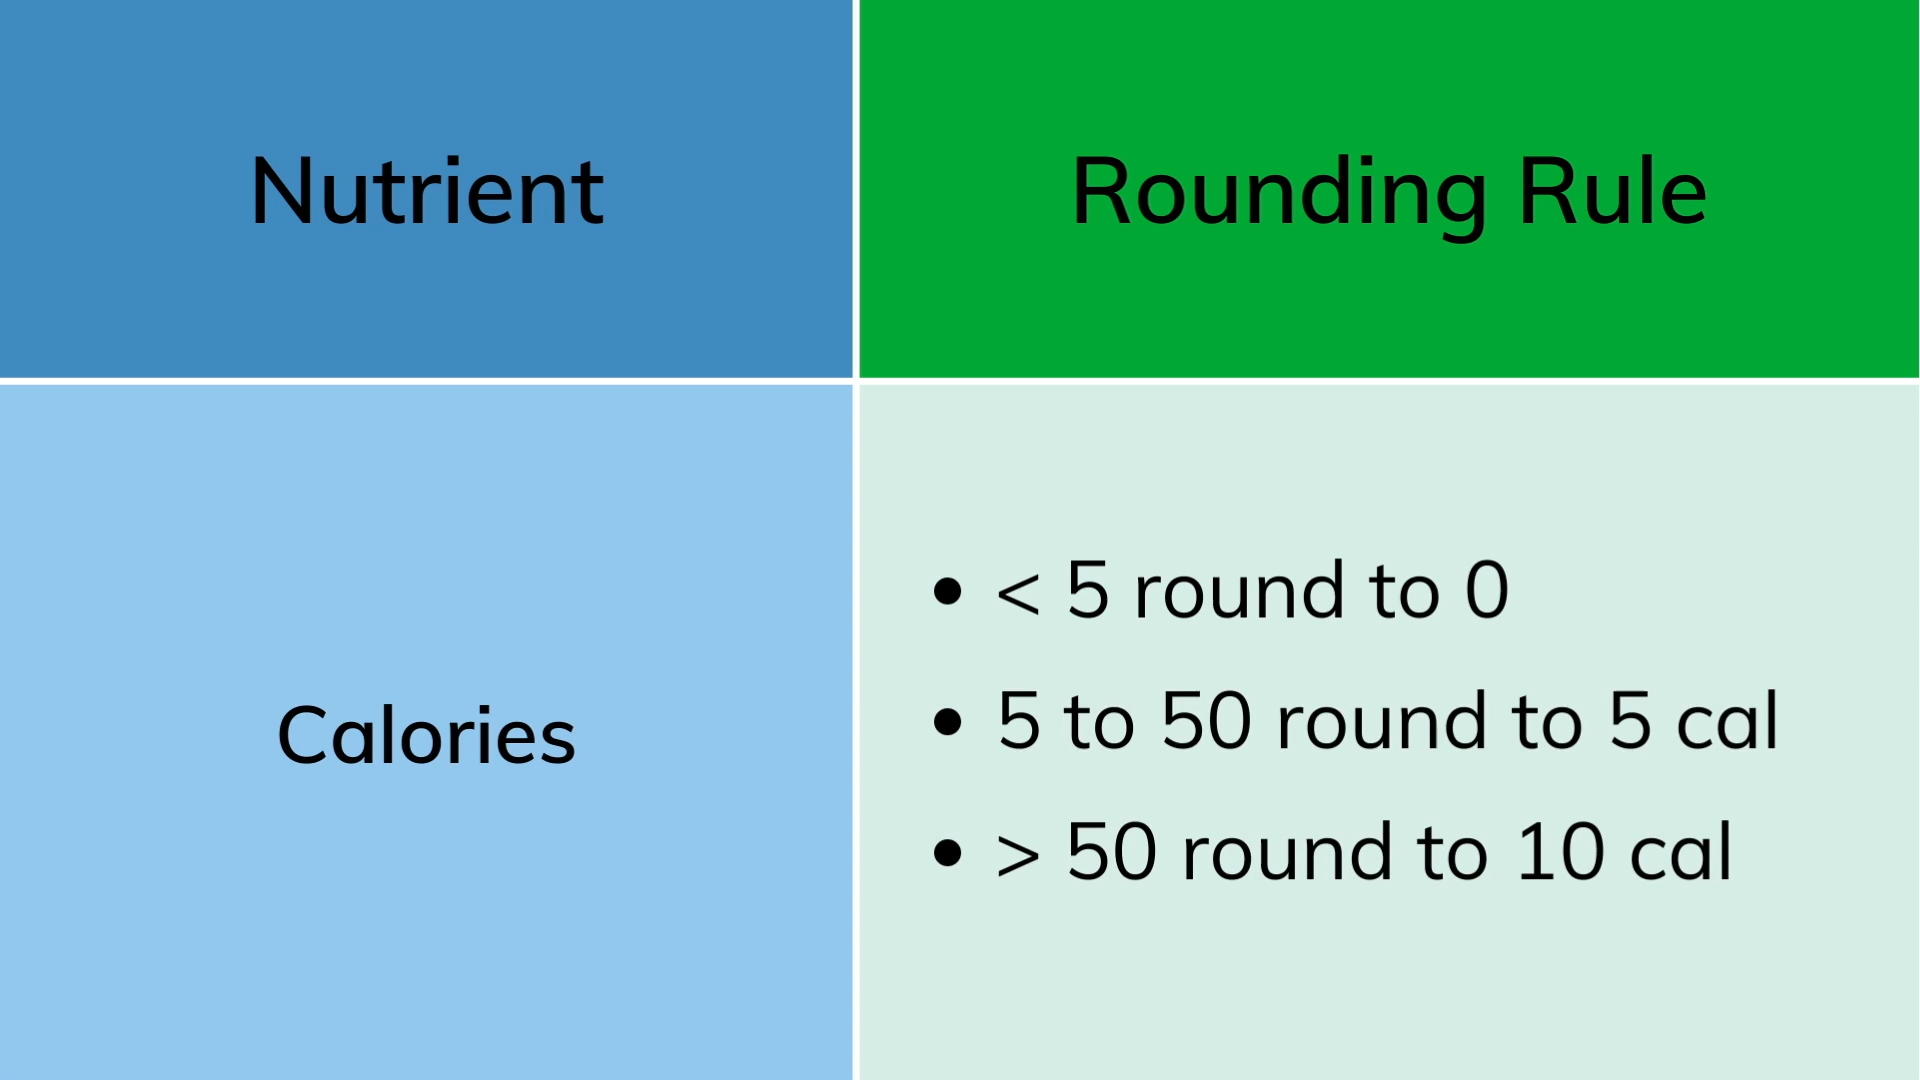 Nutrient
Rounding Rule
Calories
• < 5 round to 0
• 5 to 50 round to 5 cal
• > 50 round to 10 cal